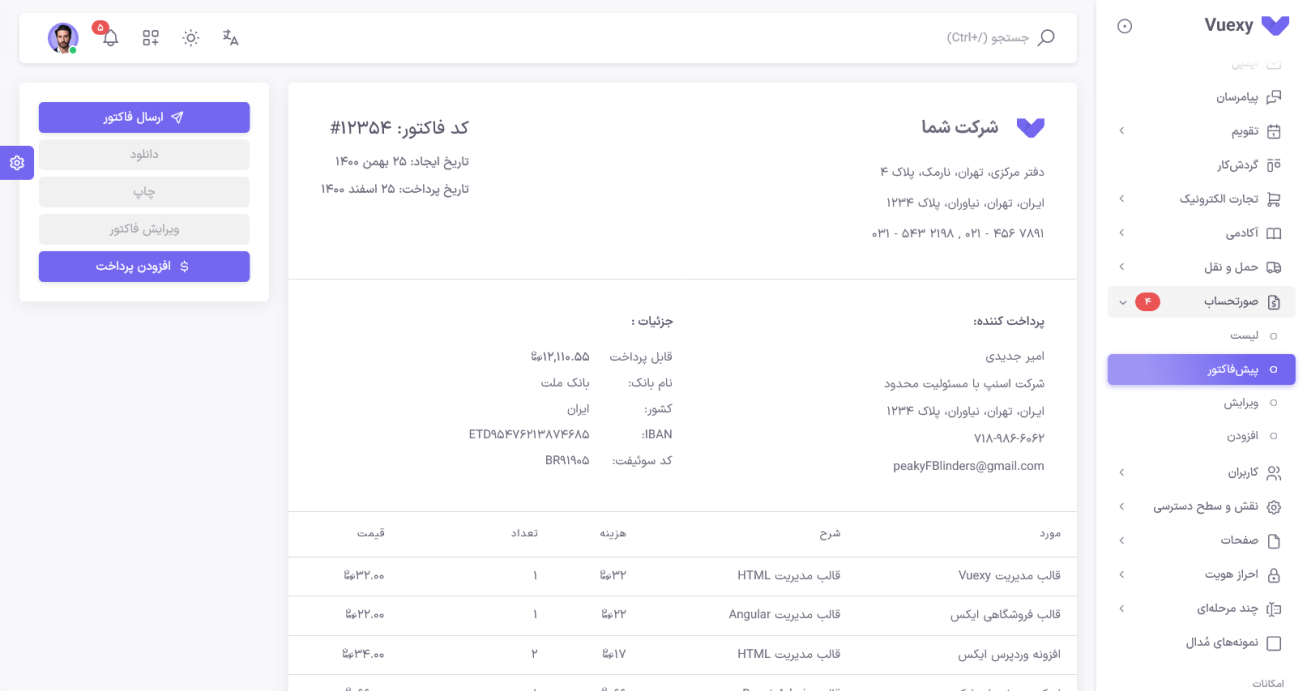 Vuexy
پیامرسان
تقویم
گردش‌کار
تجارت الکترونیک
آکادمی
حمل و نقل
صورتحساب ۴
لیست
پیش‌فاکتور
ویرایش
افزودن
کاربران
نقش و سطح دسترسی
صفحات
احراز هویت
چند مرحله‌ای
نمونه‌های مُدال
امکانات
جستجو (Ctrl+/)
۵
شرکت شما
دفتر مرکزی، تهران، نارمک، پلاک ۴
ایران، تهران، نیاوران، پلاک ۱۲۳۴
۰۳۱ - ۵۴۳ ۲۱۹۸ , ۰۲۱ - ۴۵۶ ۷۸۹۱
کد فاکتور: ۱۲۳۵۴#
تاریخ ایجاد: ۲۵ بهمن ۱۴۰۰
تاریخ پرداخت: ۲۵ اسفند ۱۴۰۰
پرداخت کننده:
امیر جدیدی
شرکت اسنپ با مسئولیت محدود
ایران، تهران، نیاوران، پلاک ۱۲۳۴
۷۱۸-۹۸۶-۶۰۶۲
peakyFBlinders@gmail.com
جزئیات :
قابل پرداخت ۱۲,۱۱۰.۵۵﷼
نام بانک: بانک ملت
کشور: ایران
IBAN: ETD۹۵۴۷۶۲۱۳۸۷۴۶۸۵
کد سوئیفت: BR۹۱۹۰۵
مورد شرح هزینه تعداد قیمت
قالب مدیریت Vuexy قالب مدیریت HTML ۳۲﷼ ۱ ۳۲.۰۰﷼
قالب فروشگاهی ایکس قالب مدیریت Angular ۲۲﷼ ۱ ۲۲.۰۰﷼
افزونه وردپرس ایکس قالب مدیریت HTML ۱۷﷼ ۲ ۳۴.۰۰﷼
ارسال فاکتور
دانلود
چاپ
ویرایش فاکتور
افزودن پرداخت